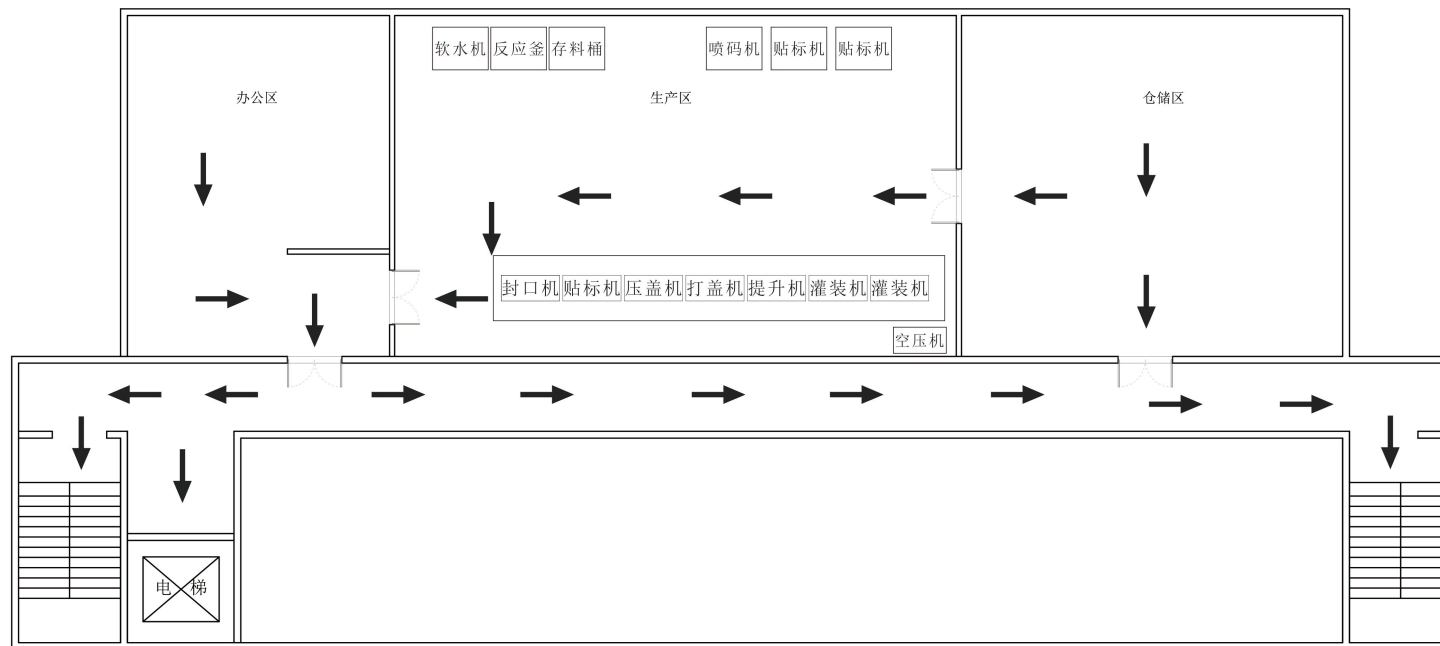 软水机 反应釜 存料桶 喷码机 贴标机 贴标机
办公区 生产区 仓储区
封口机 贴标机 压盖机 打盖机 提升机 灌装机 灌装机
空压机
电梯